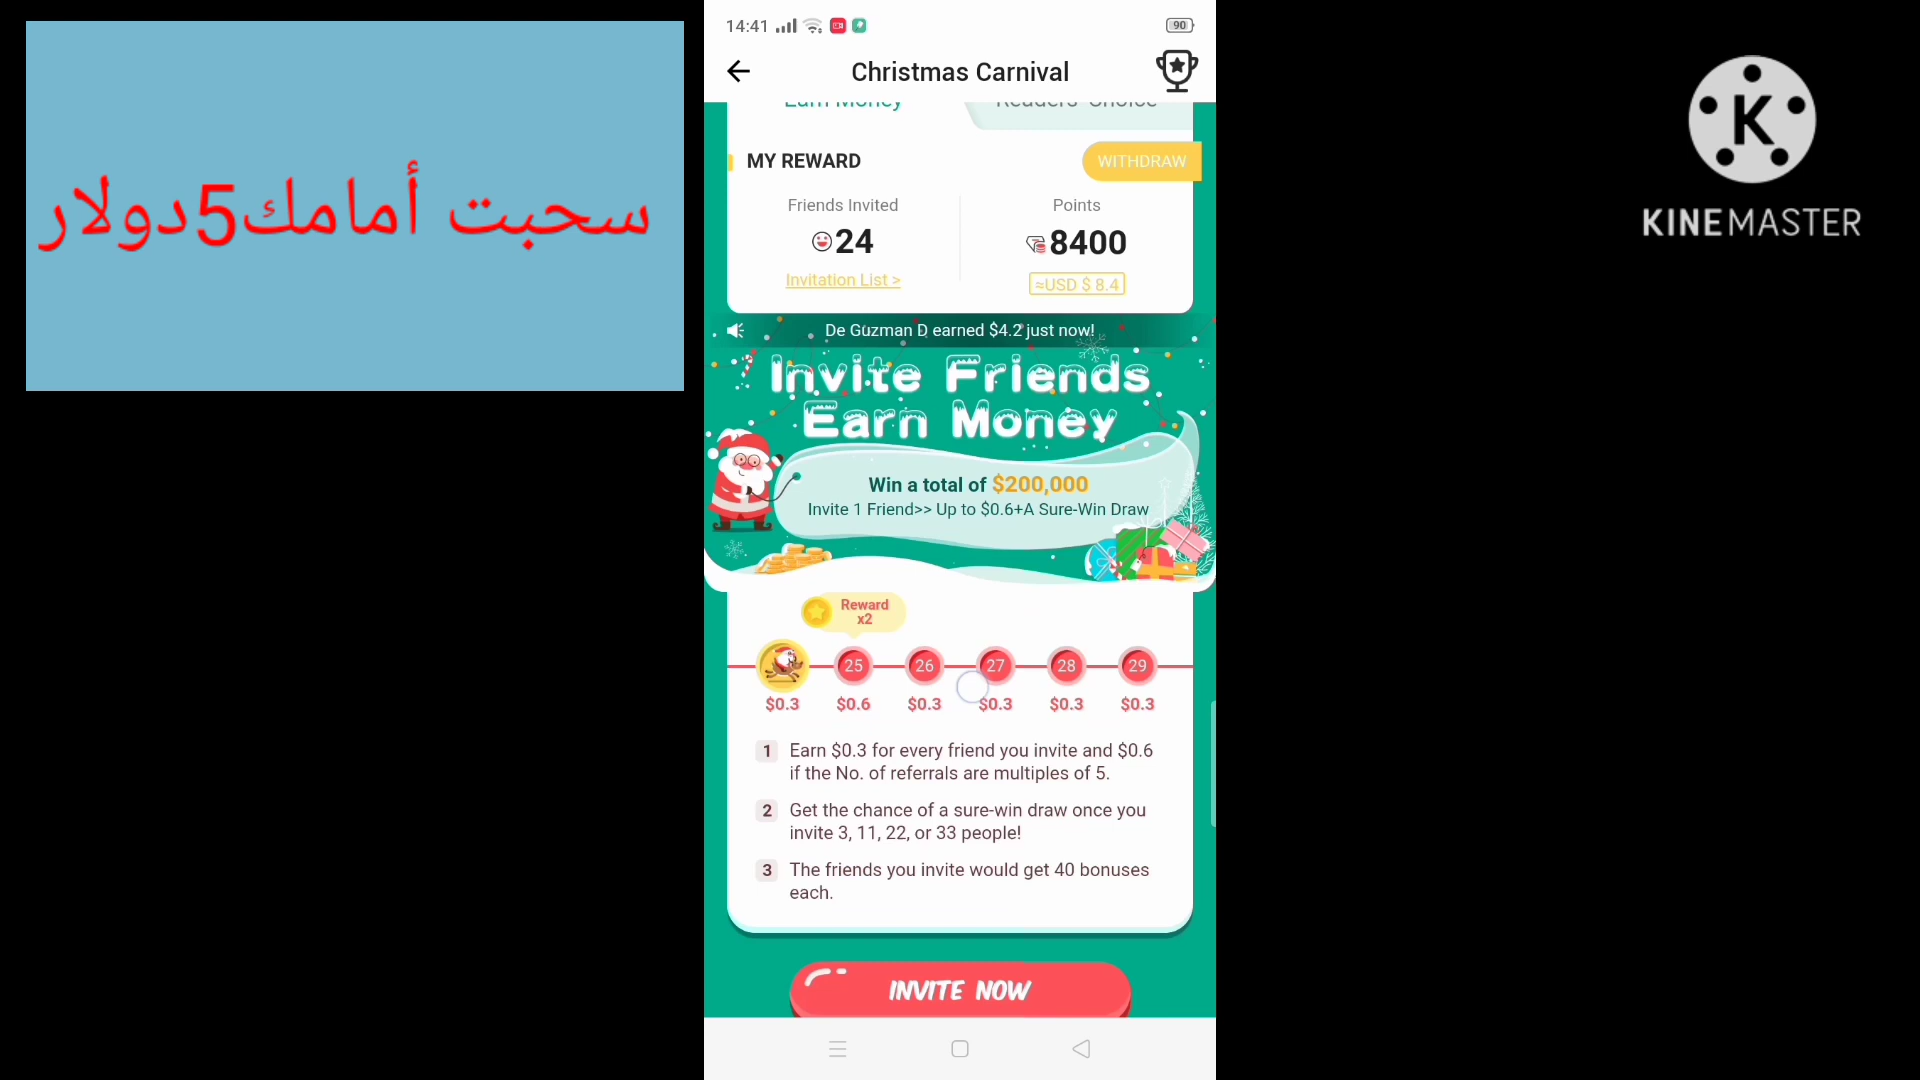 سحبت أمامك5دولار
14:41
90
Christmas Carnival
Earn Money
Readers' Choice
MY REWARD
WITHDRAW
Friends Invited
Points
24
8400
Invitation List >
≈USD $ 8.4
De Guzman D earned $4.2 just now!
Invite Friends
Earn Money
Win a total of $200,000
Invite 1 Friend>> Up to $0.6+A Sure-Win Draw
Reward
x2
25 26 27 28 29
$0.3 $0.6 $0.3 $0.3 $0.3 $0.3
1 Earn $0.3 for every friend you invite and $0.6
if the No. of referrals are multiples of 5.
2 Get the chance of a sure-win draw once you
invite 3, 11, 22, or 33 people!
3 The friends you invite would get 40 bonuses
each.
INVITE NOW
K
KINEMASTER